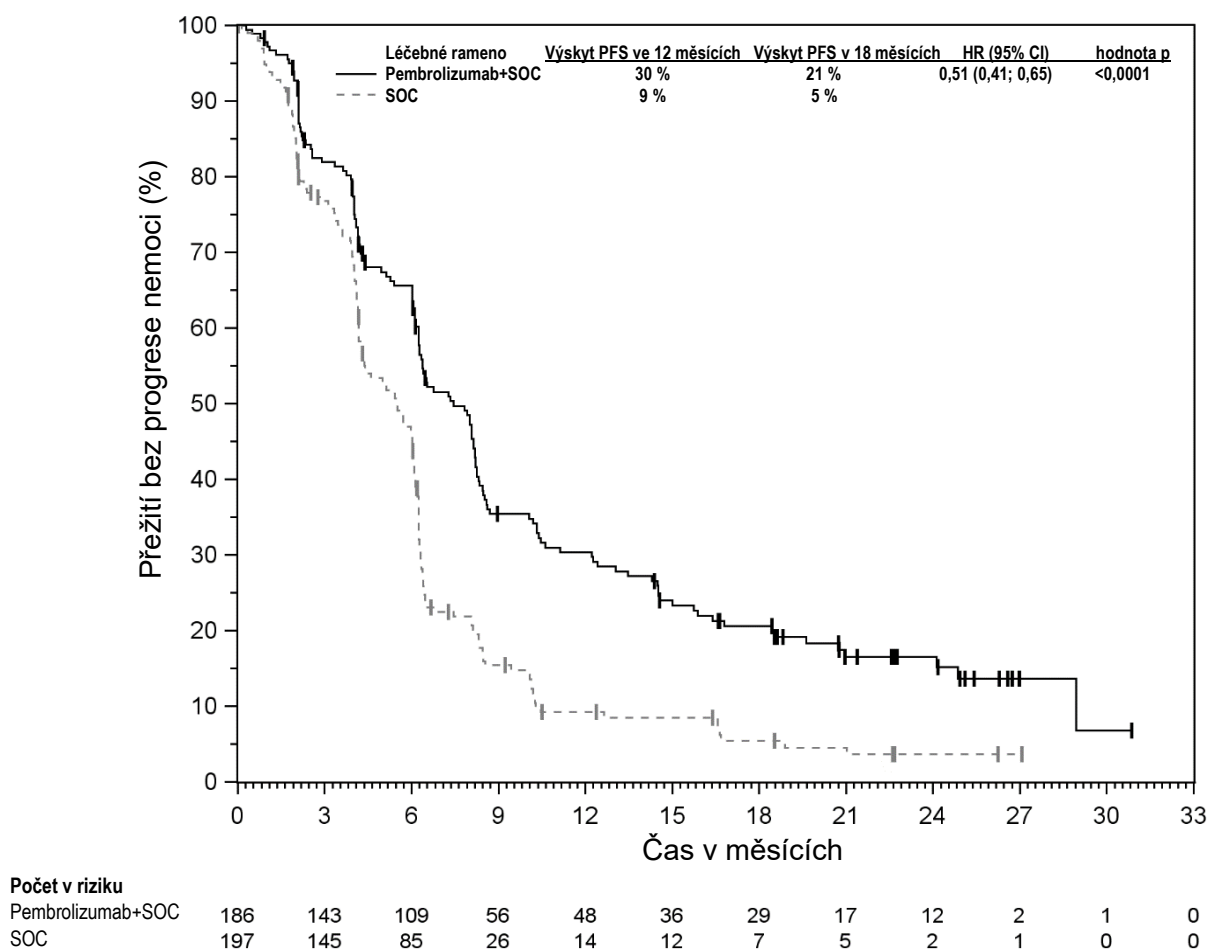 Léčebné rameno Výskyt PFS ve 12 měsících Výskyt PFS v 18 měsících HR (95% CI) hodnota p
Pembrolizumab+SOC 30 % 21 % 0,51 (0,41; 0,65) <0,0001
SOC 9 % 5 %
Přežití bez progrese nemoci (%)
100
90
80
70
60
50
40
30
20
10
0
0 3 6 9 12 15 18 21 24 27 30 33
Čas v měsících
Počet v riziku
Pembrolizumab+SOC 186 143 109 56 48 36 29 17 12 2 1 0
SOC 197 145 85 26 14 12 7 5 2 1 0 0